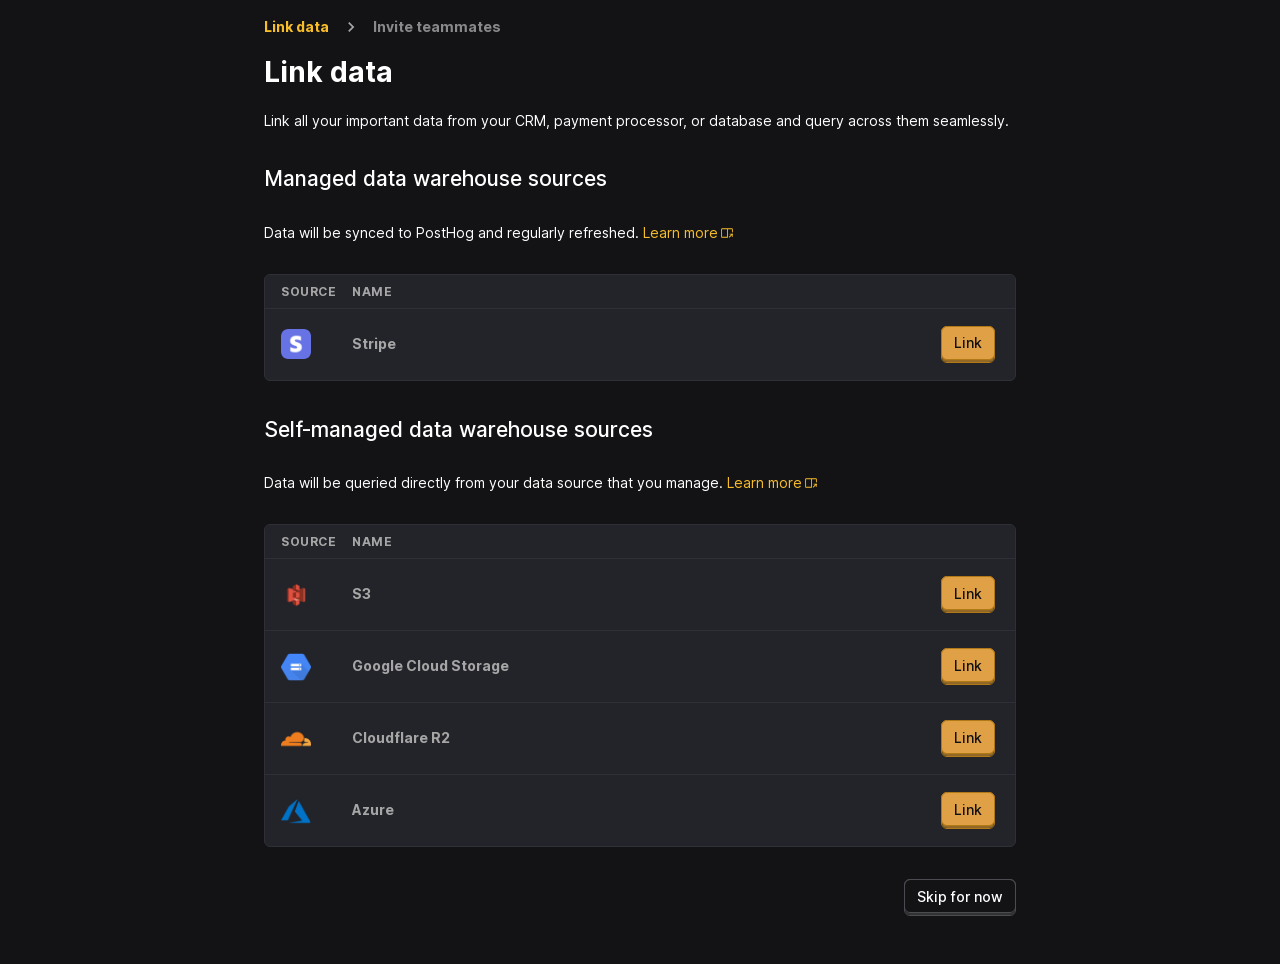 Link data Invite teammates
Link data
Link all your important data from your CRM, payment processor, or database and query across them seamlessly.
Managed data warehouse sources
Data will be synced to PostHog and regularly refreshed. Learn more
SOURCE NAME
S Stripe Link
Self-managed data warehouse sources
Data will be queried directly from your data source that you manage. Learn more
SOURCE NAME
S3 Link
Google Cloud Storage Link
Cloudflare R2 Link
Azure Link
Skip for now